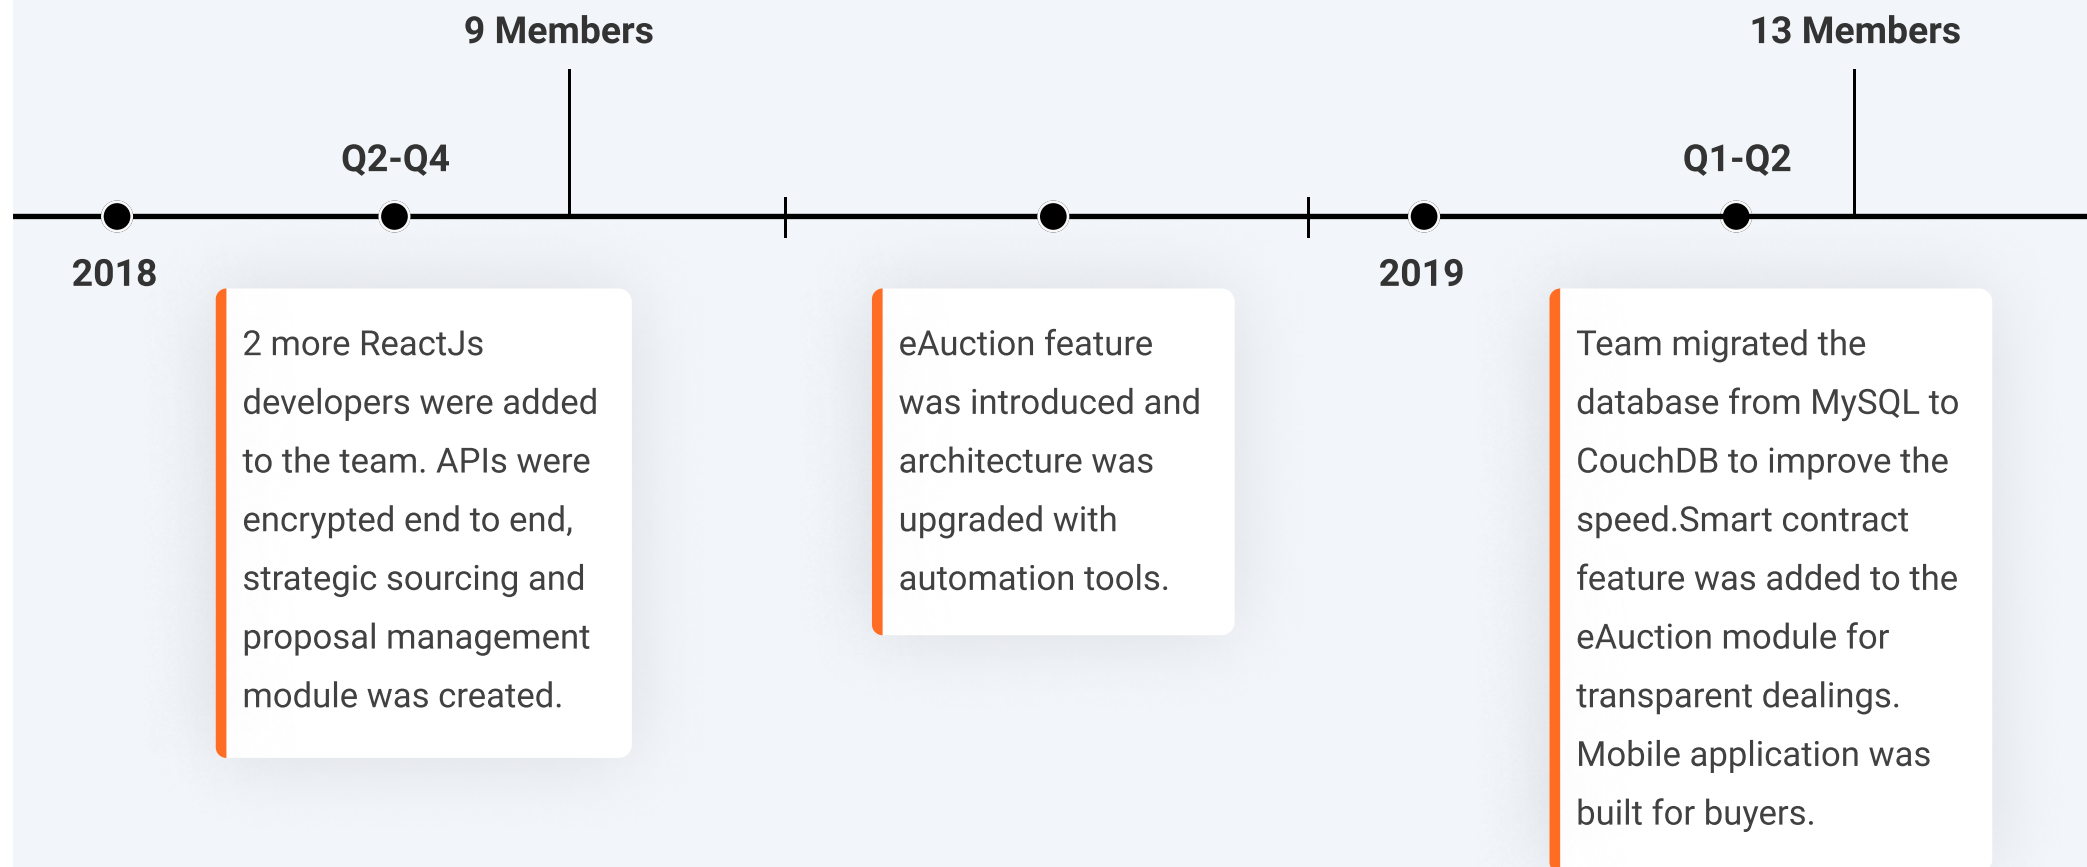 9 Members
13 Members
Q2-Q4
Q1-Q2
2018
2019
2 more ReactJs
developers were added
to the team. APIs were
encrypted end to end,
strategic sourcing and
proposal management
module was created.
eAuction feature
was introduced and
architecture was
upgraded with
automation tools.
Team migrated the
database from MySQL to
CouchDB to improve the
speed.Smart contract
feature was added to the
eAuction module for
transparent dealings.
Mobile application was
built for buyers.